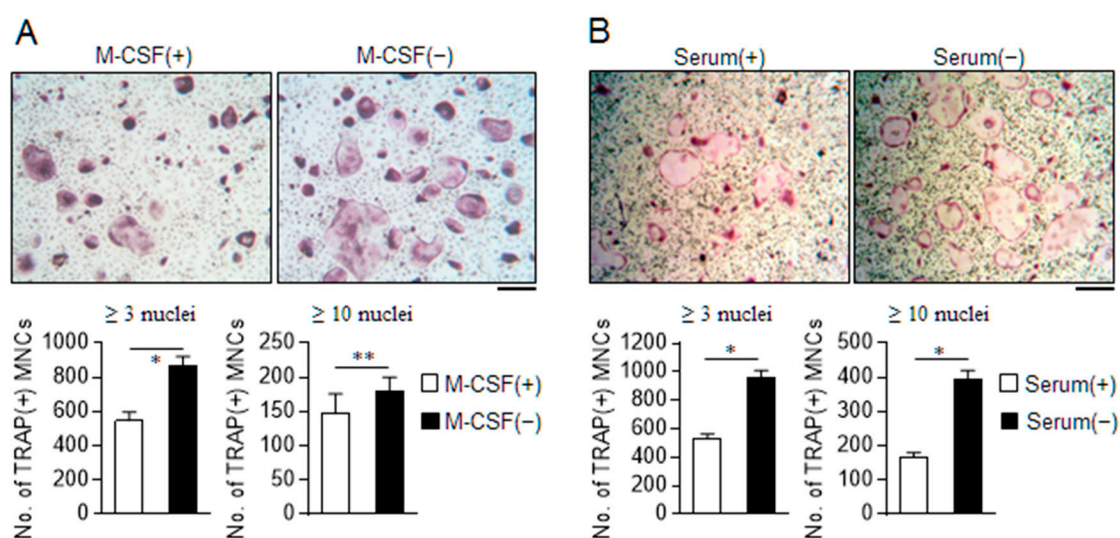 A
B
M-CSF(+)
M-CSF(−)
Serum(+)
Serum(−)
≥ 3 nuclei
≥ 10 nuclei
≥ 3 nuclei
≥ 10 nuclei
No. of TRAP(+) MNCs
1000
800
600
400
200
0
*
No. of TRAP(+) MNCs
250
200
150
100
50
0
**
M-CSF(+)
M-CSF(−)
No. of TRAP(+) MNCs
1200
1000
800
600
400
200
0
*
No. of TRAP(+) MNCs
500
400
300
200
100
0
*
Serum(+)
Serum(−)